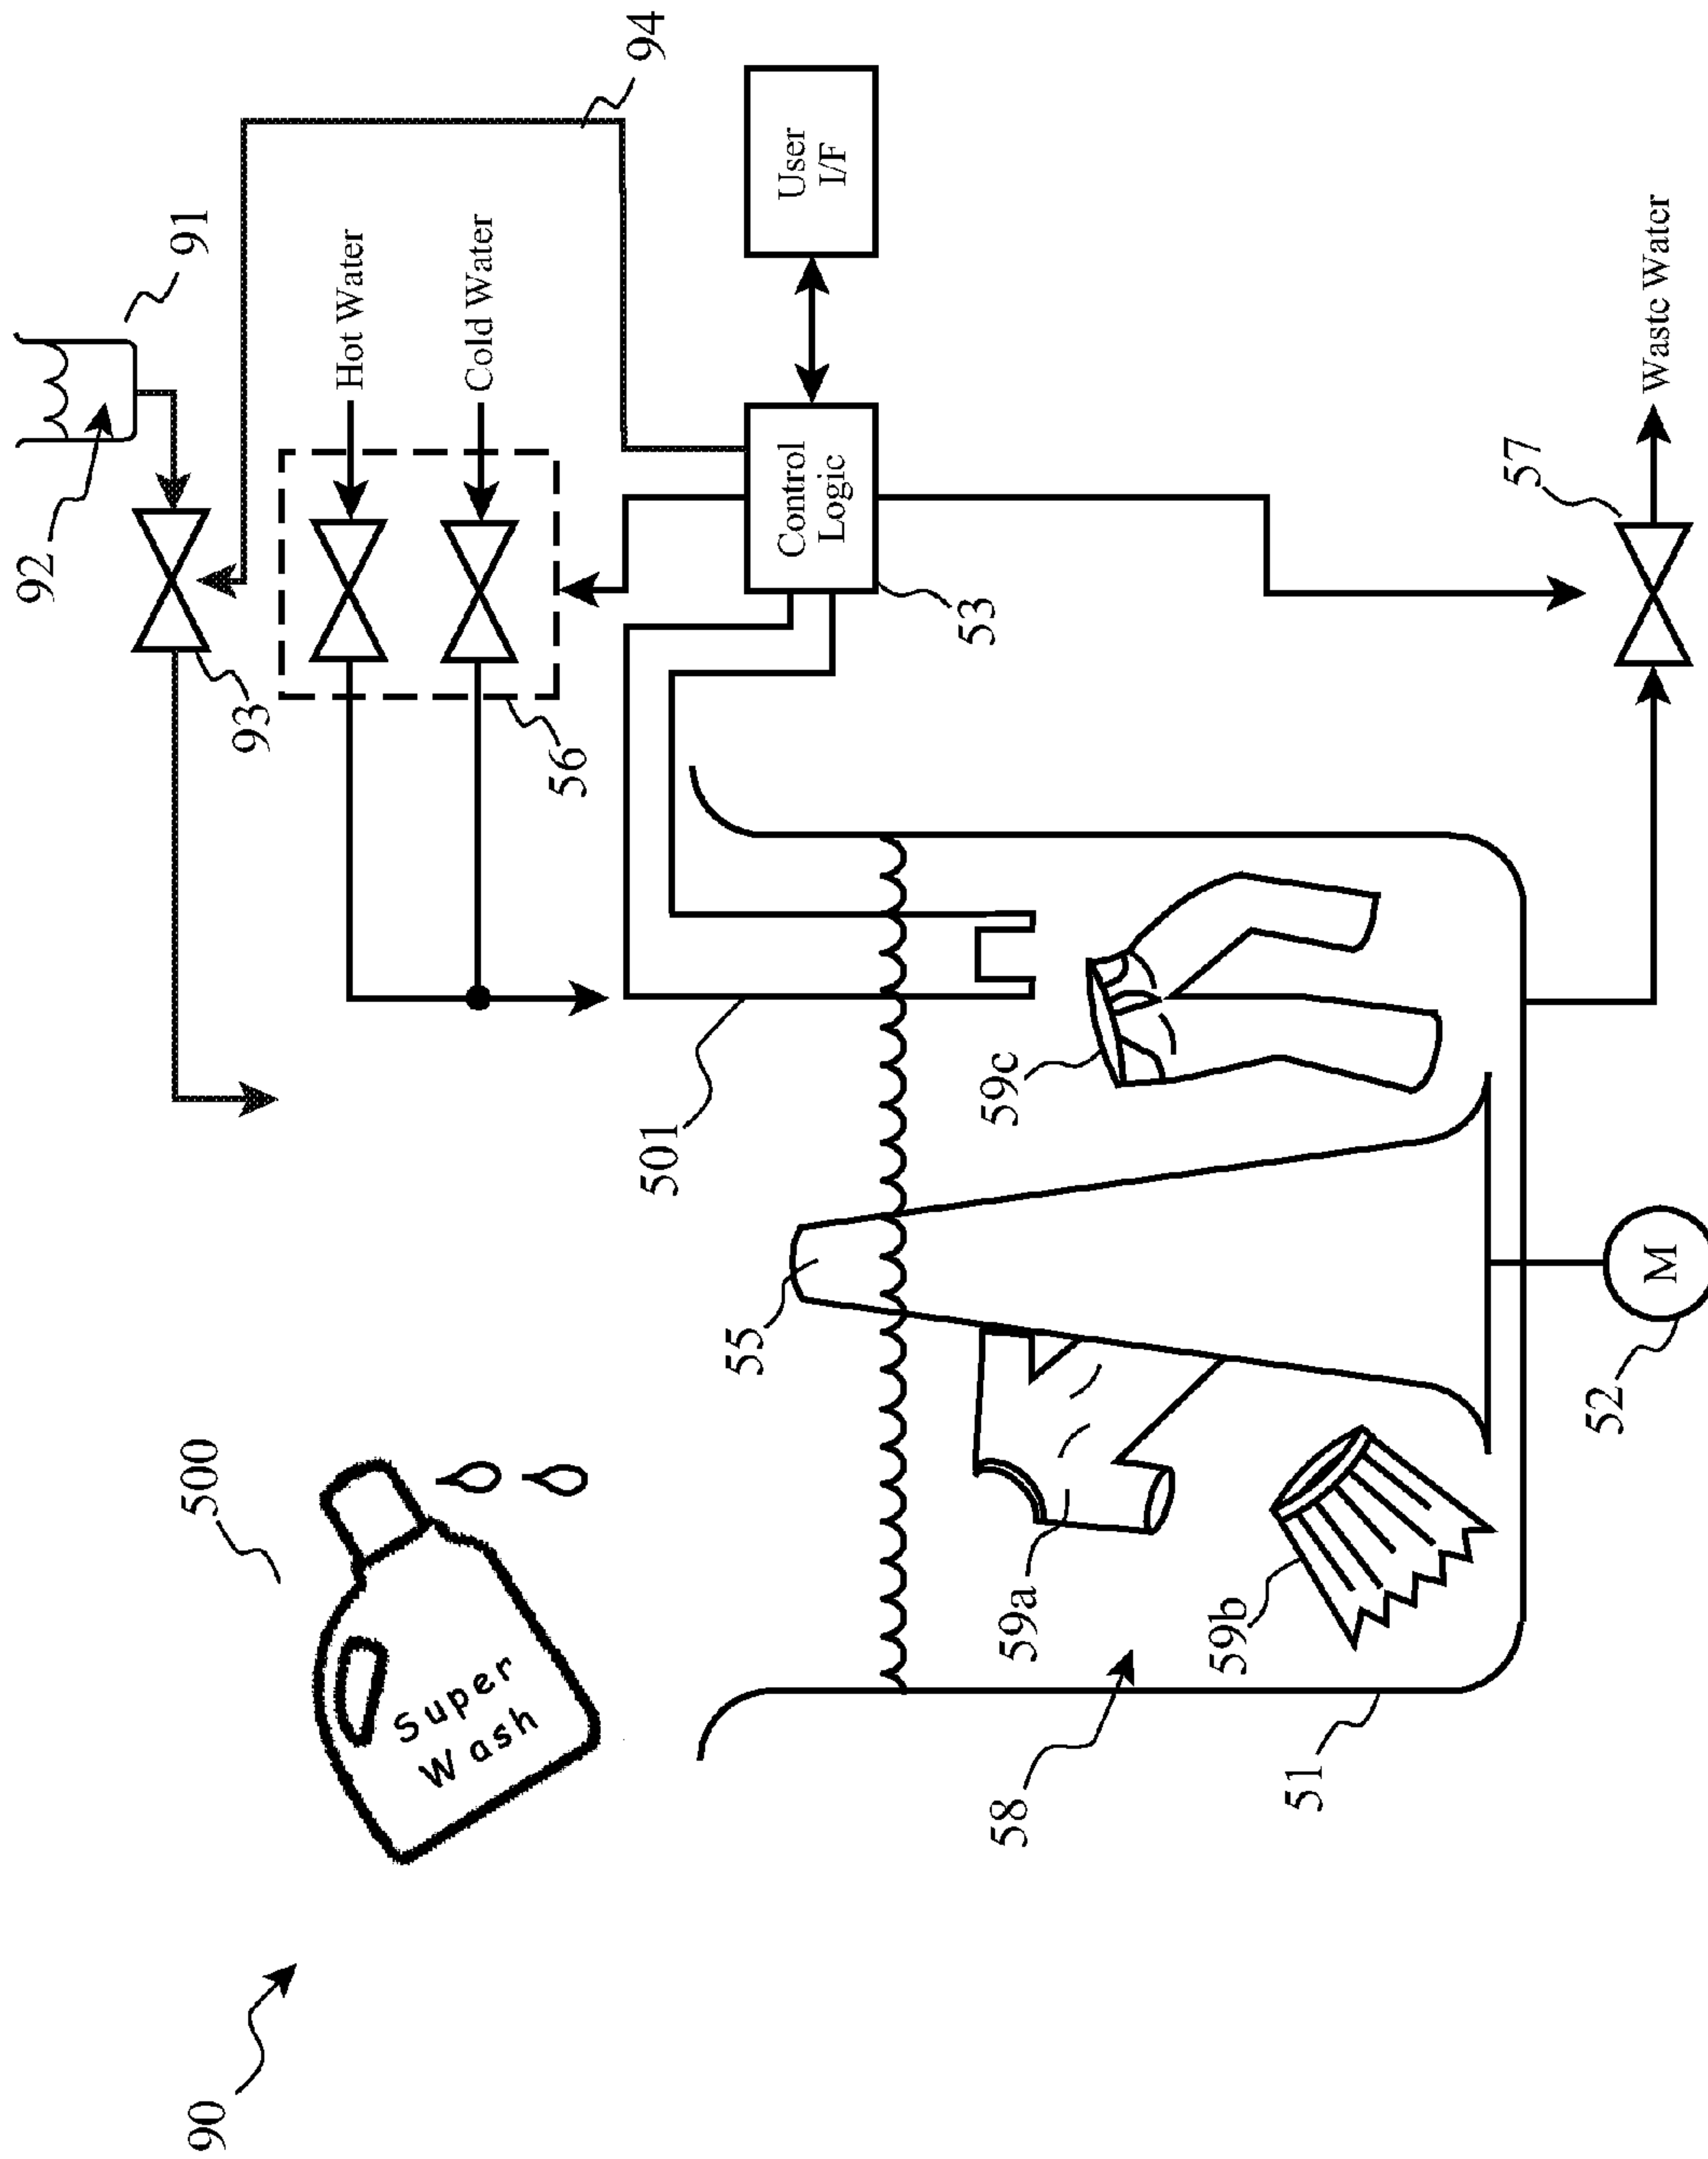 90
500
Super
Wash
92
91
93
94
Hot Water
Cold Water
56
User
I/F
Control
Logic
53
501
55
59c
59a
59b
58
51
52
M
57
Waste Water